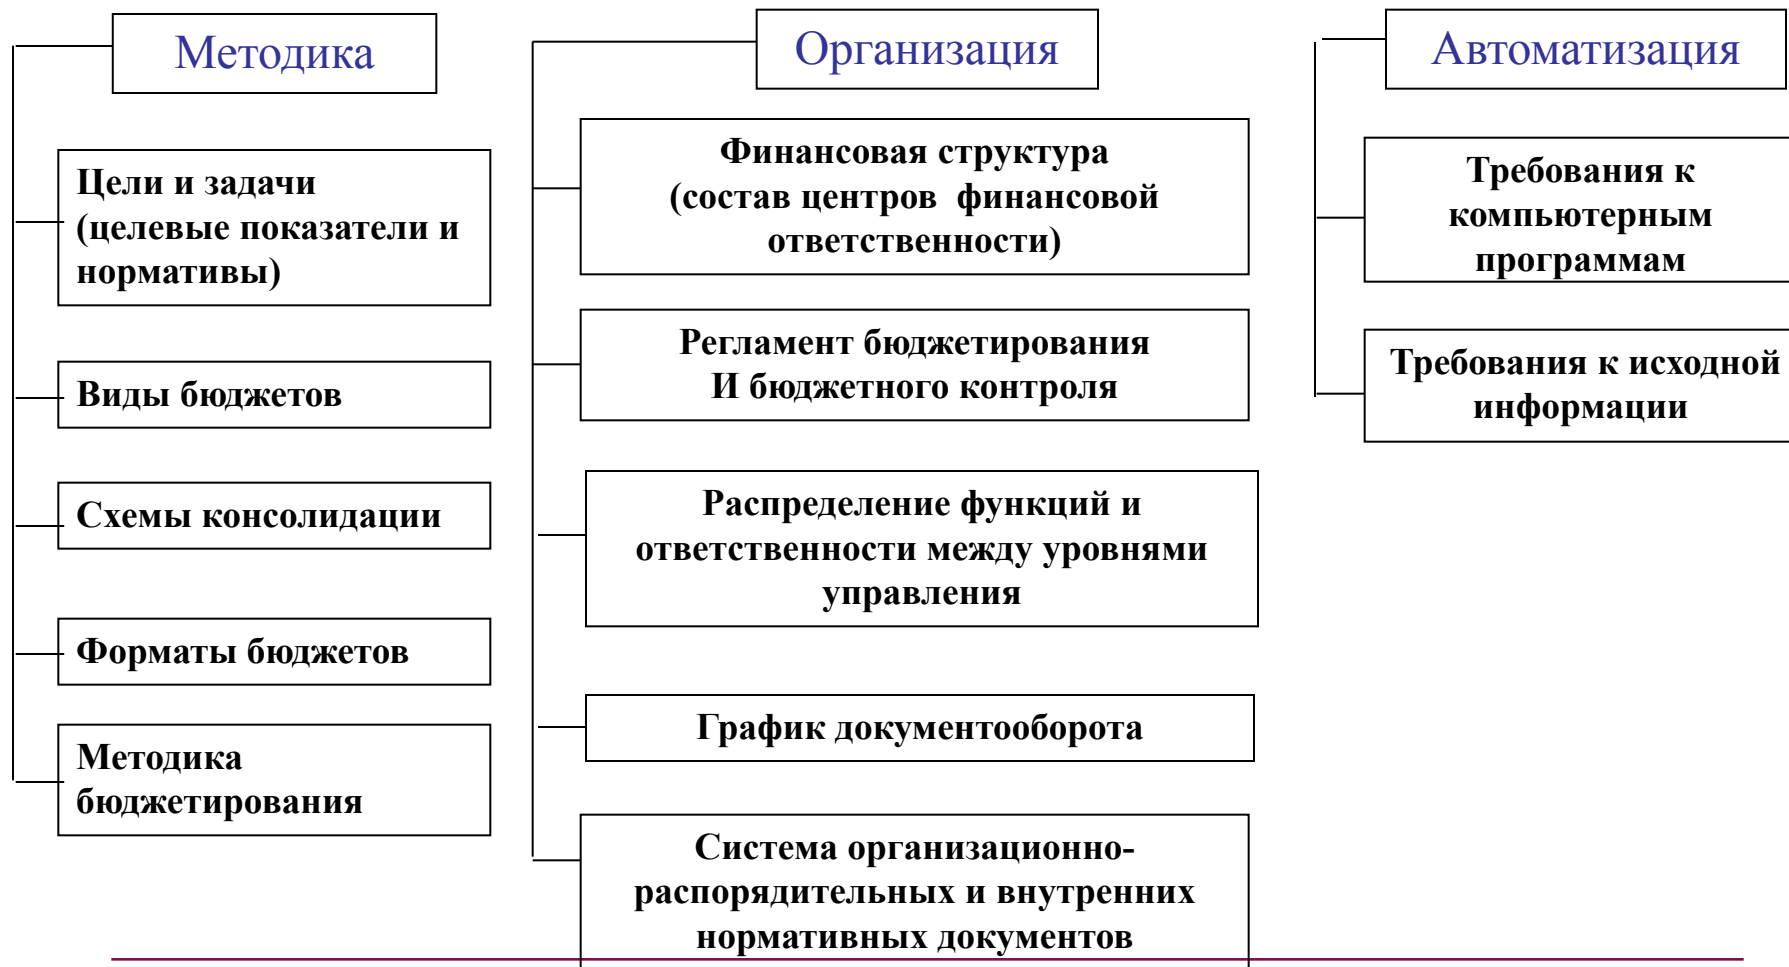 Методика
Цели и задачи
(целевые показатели и
нормативы)
Виды бюджетов
Схемы консолидации
Форматы бюджетов
Методика
бюджетирования
Организация
Финансовая структура
(состав центров финансовой
ответственности)
Регламент бюджетирования
И бюджетного контроля
Распределение функций и
ответственности между уровнями
управления
График документооборота
Система организационно-
распорядительных и внутренних
нормативных документов
Автоматизация
Требования к
компьютерным
программам
Требования к исходной
информации